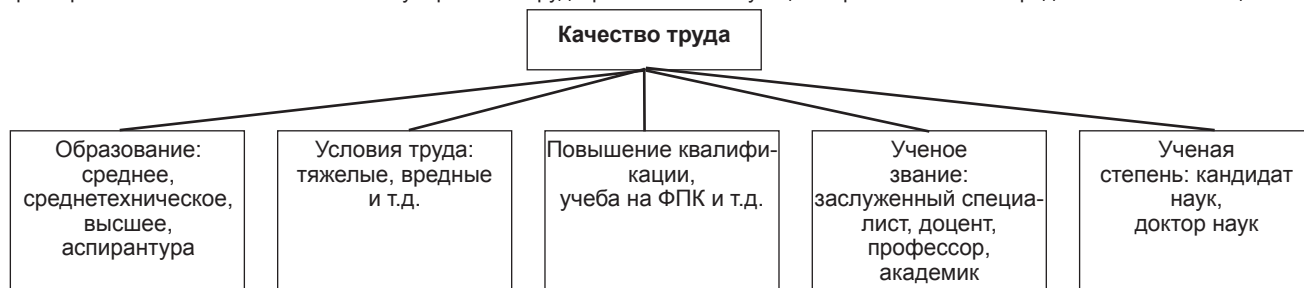 Качество труда
Образование:
среднее,
среднетехническое,
высшее,
аспирантура
Условия труда:
тяжелые, вредные
и т.д.
Повышение квалифи-
кации,
учеба на ФПК и т.д.
Ученое
звание:
заслуженный специа-
лист, доцент,
профессор,
академик
Ученая
степень: кандидат
наук,
доктор наук